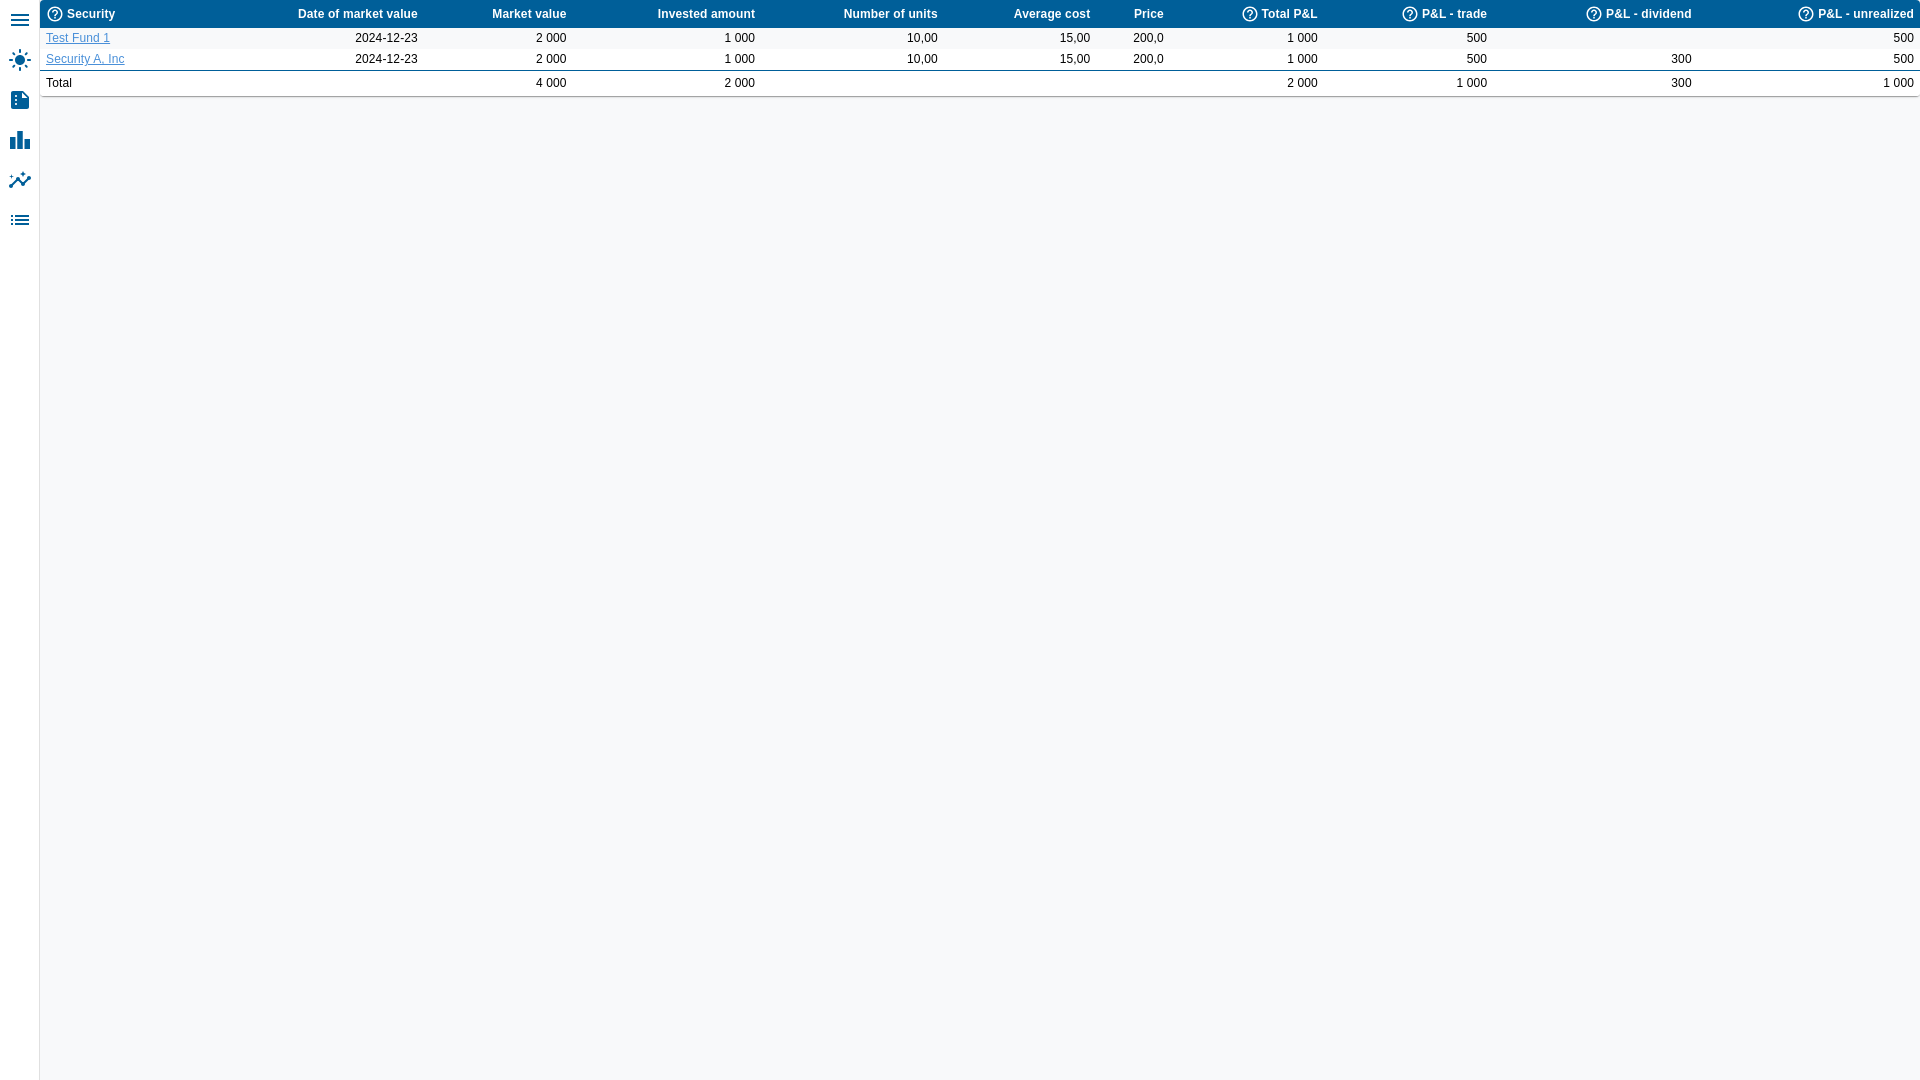 Security Date of market value Market value Invested amount Number of units Average cost Price Total P&L P&L - trade P&L - dividend P&L - unrealized
Test Fund 1 2024-12-23 2 000 1 000 10,00 15,00 200,0 1 000 500 500
Security A, Inc 2024-12-23 2 000 1 000 10,00 15,00 200,0 1 000 500 300 500
Total 4 000 2 000 2 000 1 000 300 1 000